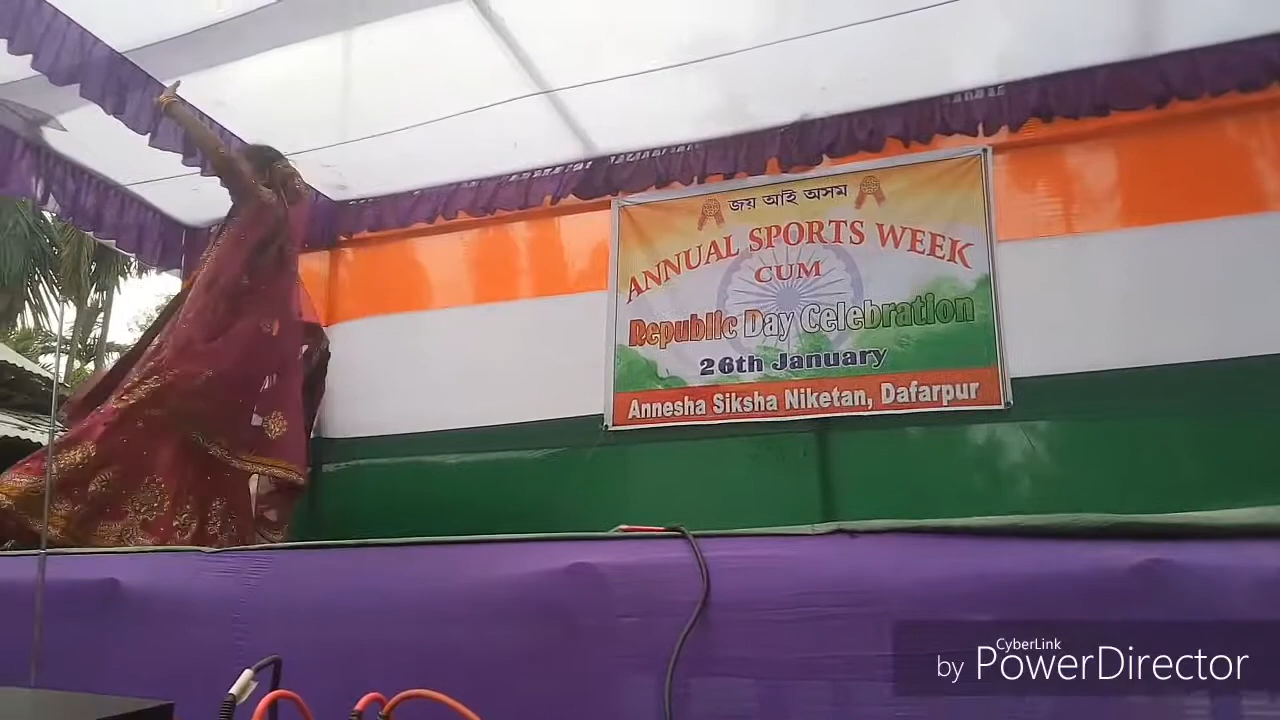 জয় আই অসম
ANNUAL SPORTS WEEK
CUM
Republic Day Celebration
26th January
Annesha Siksha Niketan, Dafarpur
CyberLink
by PowerDirector